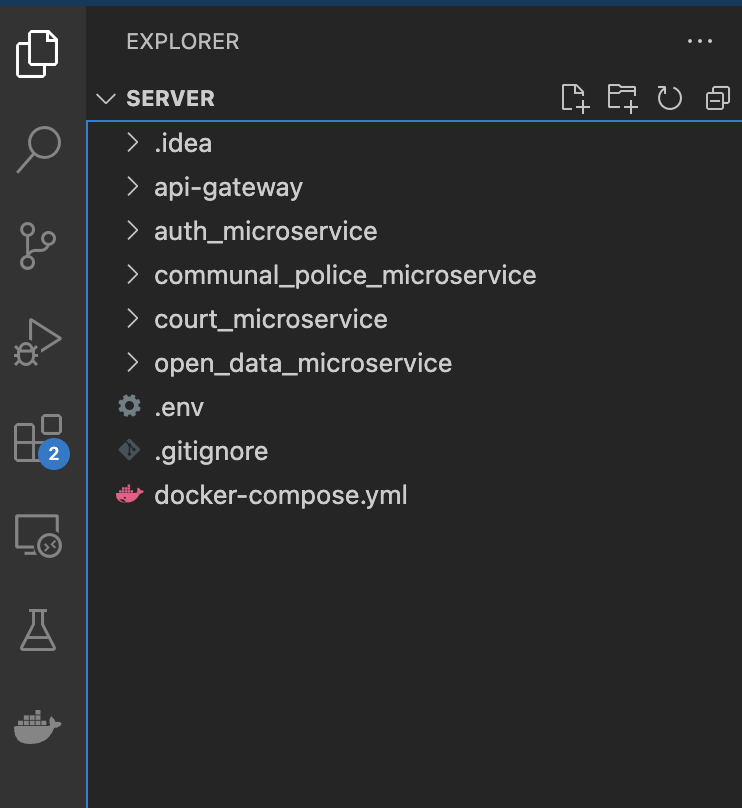 EXPLORER
SERVER
.idea
api-gateway
auth_microservice
communal_police_microservice
court_microservice
open_data_microservice
.env
.gitignore
docker-compose.yml
2